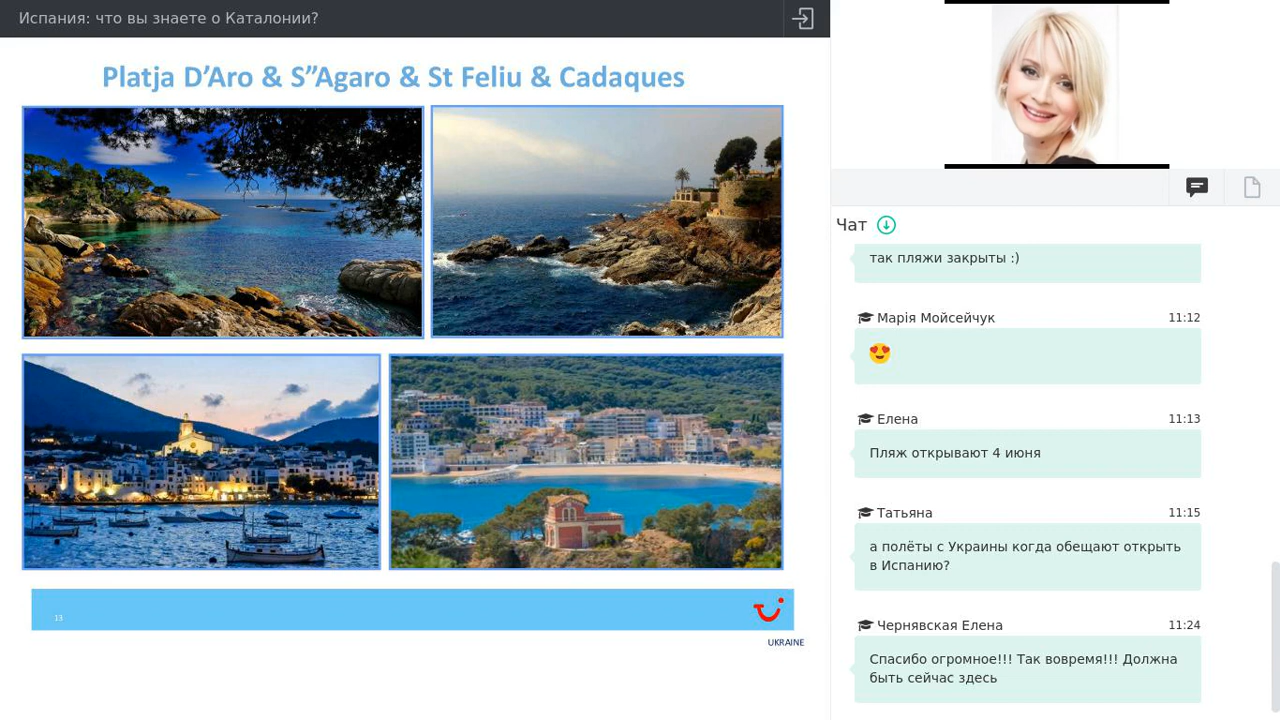 Испания: что вы знаете о Каталонии?
Platja D’Aro & S”Agaro & St Feliu & Cadaques
13
UKRAINE
Чат
так пляжи закрыты :)
Марія Мойсейчук 11:12
Елена 11:13
Пляж открывают 4 июня
Татьяна 11:15
а полёты с Украины когда обещают открыть
в Испанию?
Чернявская Елена 11:24
Спасибо огромное!!! Так вовремя!!! Должна
быть сейчас здесь